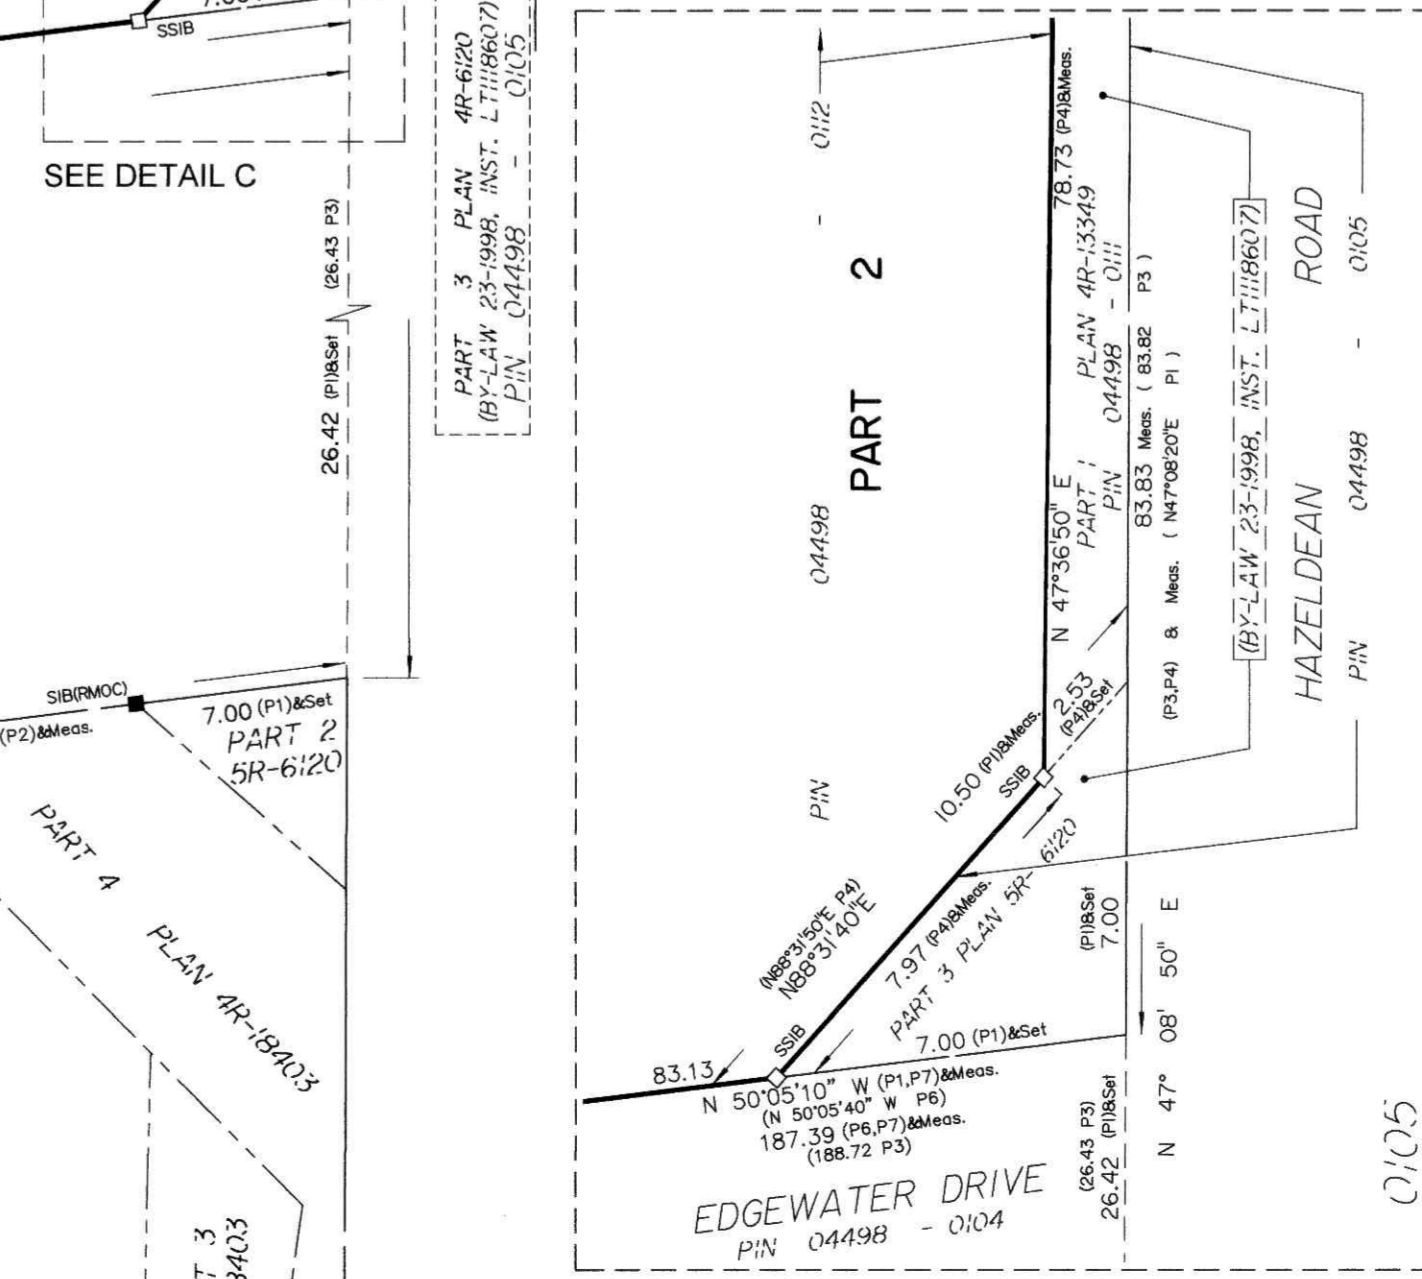 SSIB
SEE DETAIL C
(26.43 P3)
26.42 (P1)&Set
SIB(RMOC)
(P2)&Meas.
7.00 (P1)&Set
PART 2
5R-6120
PART 4
PLAN 4R-18403
PART 3 PLAN 4R-6120
(BY-LAW 23-1998, INST. LT1118607)
PIN 04498 - 0105
PIN 04498 - 0112
PART 2
78.73 (P4)&Meas.
N 47°36'50" E
PART 1 PLAN 4R-13349
PIN 04498 - 0111
83.83 Meas. ( 83.82 P3 )
(P3,P4) & Meas. ( N47°08'20"E P1 )
(BY-LAW 23-1998, INST. LT1118607)
HAZELDEAN ROAD
PIN 04498 - 0105
2.53
(P4)&Set
10.50 (P1)&Meas.
SSIB
(N88°31'50"E P4)
N88°31'40"E
7.97 (P4)&Meas.
PART 3 PLAN 5R- 6120
(P1)&Set
7.00
SSIB
7.00 (P1)&Set
83.13
N 50°05'10" W (P1,P7)&Meas.
(N 50°05'40" W P6)
187.39 (P6,P7)&Meas.
(188.72 P3)
EDGEWATER DRIVE
PIN 04498 - 0104
(26.43 P3)
26.42 (P1)&Set
N 47° 08' 50" E
0105